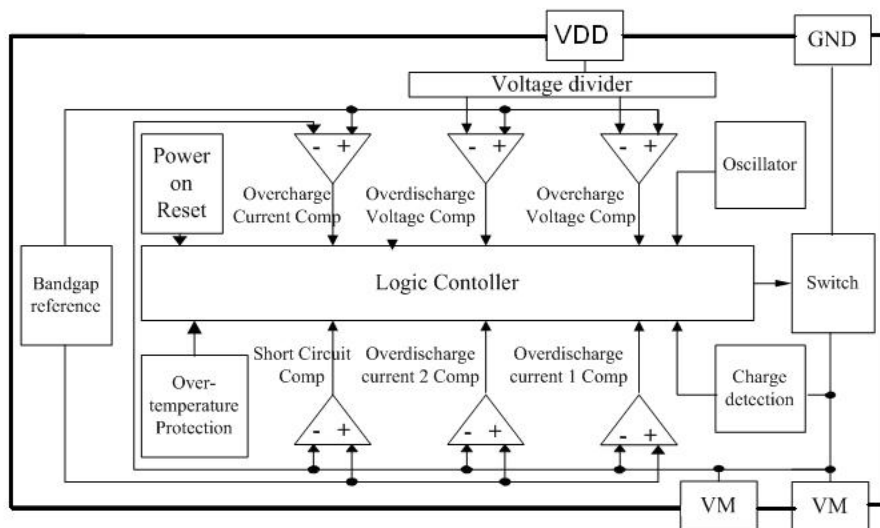 VDD
GND
Voltage divider
- +
- +
- +
Power
on
Reset
Oscillator
Overcharge
Current Comp
Overdischarge
Voltage Comp
Overcharge
Voltage Comp
Bandgap
reference
Logic Contoller
Switch
Short Circuit
Comp
Overdischarge
current 2 Comp
Overdischarge
current 1 Comp
Over-
temperature
Protection
Charge
detection
- +
- +
- +
VM
VM